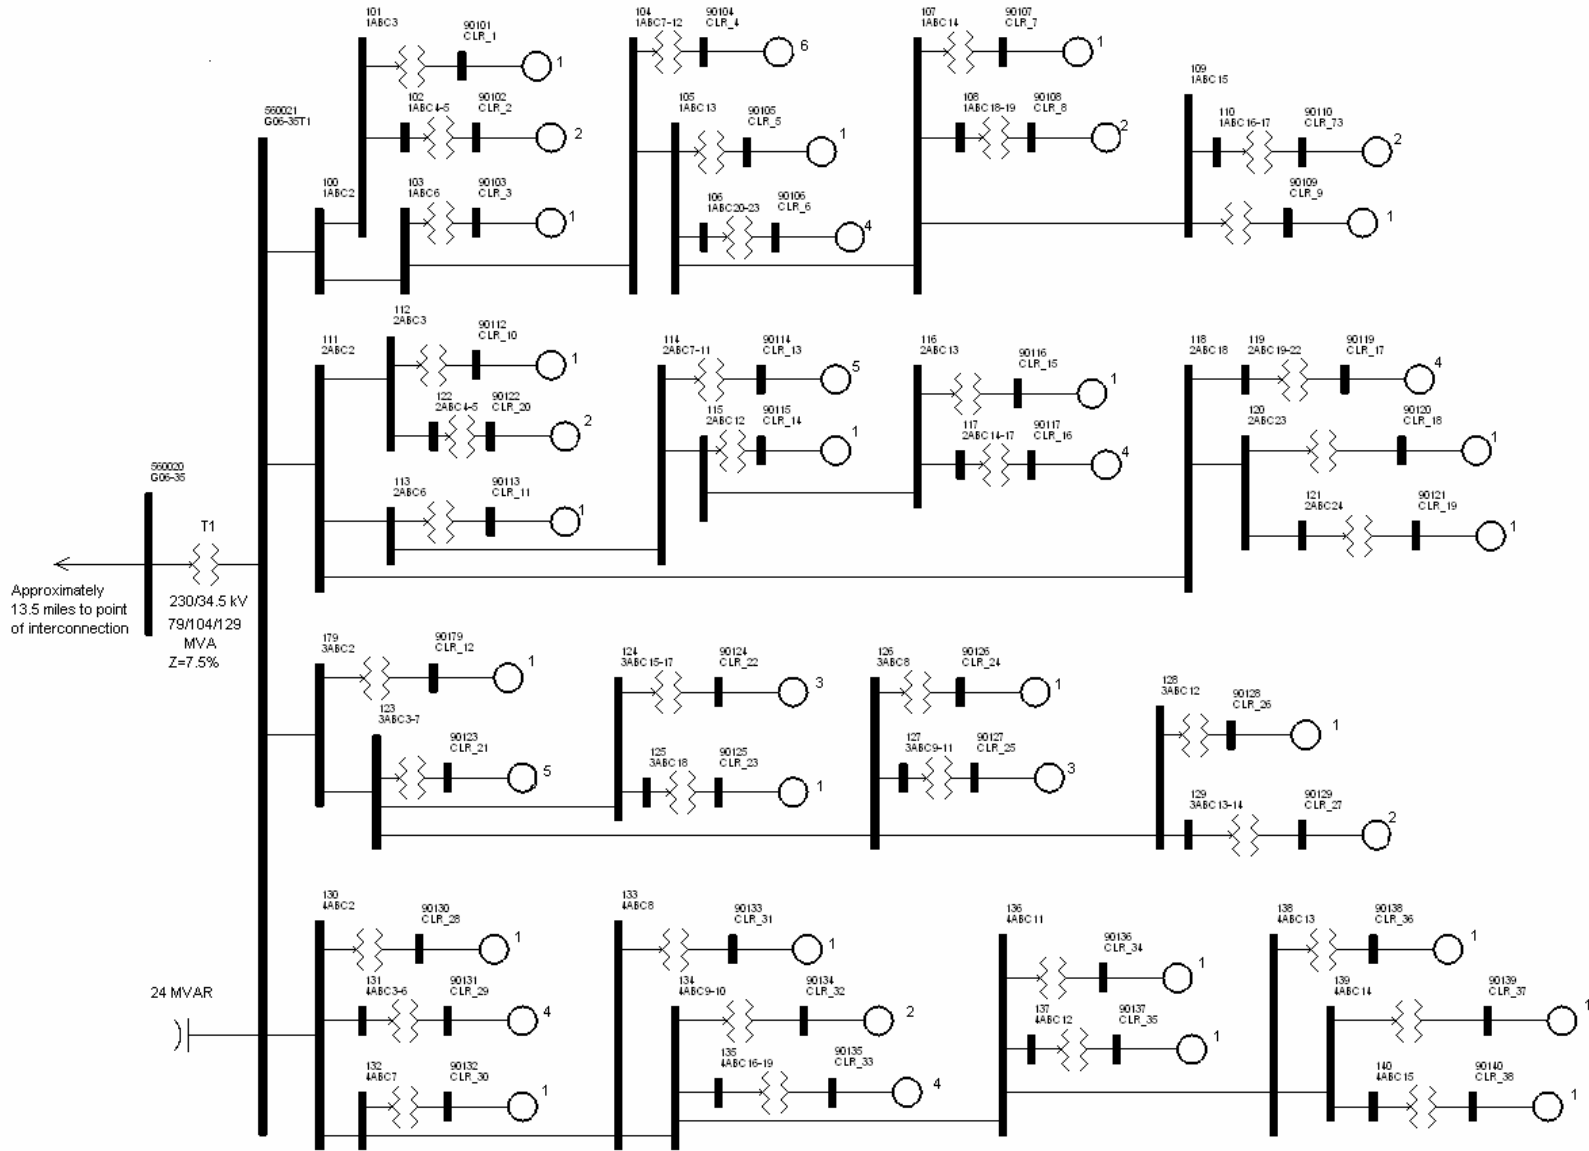 101
1ABC3
90101
CLR_1
1
102
1ABC4-5
90102
CLR_2
2
103
1ABC6
90103
CLR_3
1
104
1ABC7-12
90104
CLR_4
6
105
1ABC13
90105
CLR_5
1
106
1ABC20-23
90106
CLR_6
4
107
1ABC14
90107
CLR_7
1
108
1ABC18-19
90108
CLR_8
2
109
1ABC15
110
1ABC16-17
90110
CLR_73
2
90109
CLR_9
1
560021
G06-35T1
100
1ABC2
111
2ABC2
112
2ABC3
90112
CLR_10
1
122
2ABC4-5
90122
CLR_20
2
113
2ABC6
90113
CLR_11
1
114
2ABC7-11
90114
CLR_13
5
115
2ABC12
90115
CLR_14
1
116
2ABC13
90116
CLR_15
1
117
2ABC14-17
90117
CLR_16
4
118
2ABC18
119
2ABC19-22
90119
CLR_17
4
120
2ABC23
90120
CLR_18
1
121
2ABC24
90121
CLR_19
1
560020
G06-35
T1
230/34.5 kV
79/104/129
MVA
Z=7.5%
Approximately
13.5 miles to point
of interconnection
179
3ABC2
90179
CLR_12
1
123
3ABC3-7
90123
CLR_21
5
124
3ABC15-17
90124
CLR_22
3
125
3ABC18
90125
CLR_23
1
126
3ABC8
90126
CLR_24
1
127
3ABC9-11
90127
CLR_25
3
128
3ABC12
90128
CLR_26
1
129
3ABC13-14
90129
CLR_27
2
24 MVAR
130
4ABC2
90130
CLR_28
1
131
4ABC3-6
90131
CLR_29
4
132
4ABC7
90132
CLR_30
1
133
4ABC8
90133
CLR_31
1
134
4ABC9-10
90134
CLR_32
2
135
4ABC16-19
90135
CLR_33
4
136
4ABC11
90136
CLR_34
1
137
4ABC12
90137
CLR_35
1
138
4ABC13
90138
CLR_36
1
139
4ABC14
90139
CLR_37
1
140
4ABC15
90140
CLR_38
1